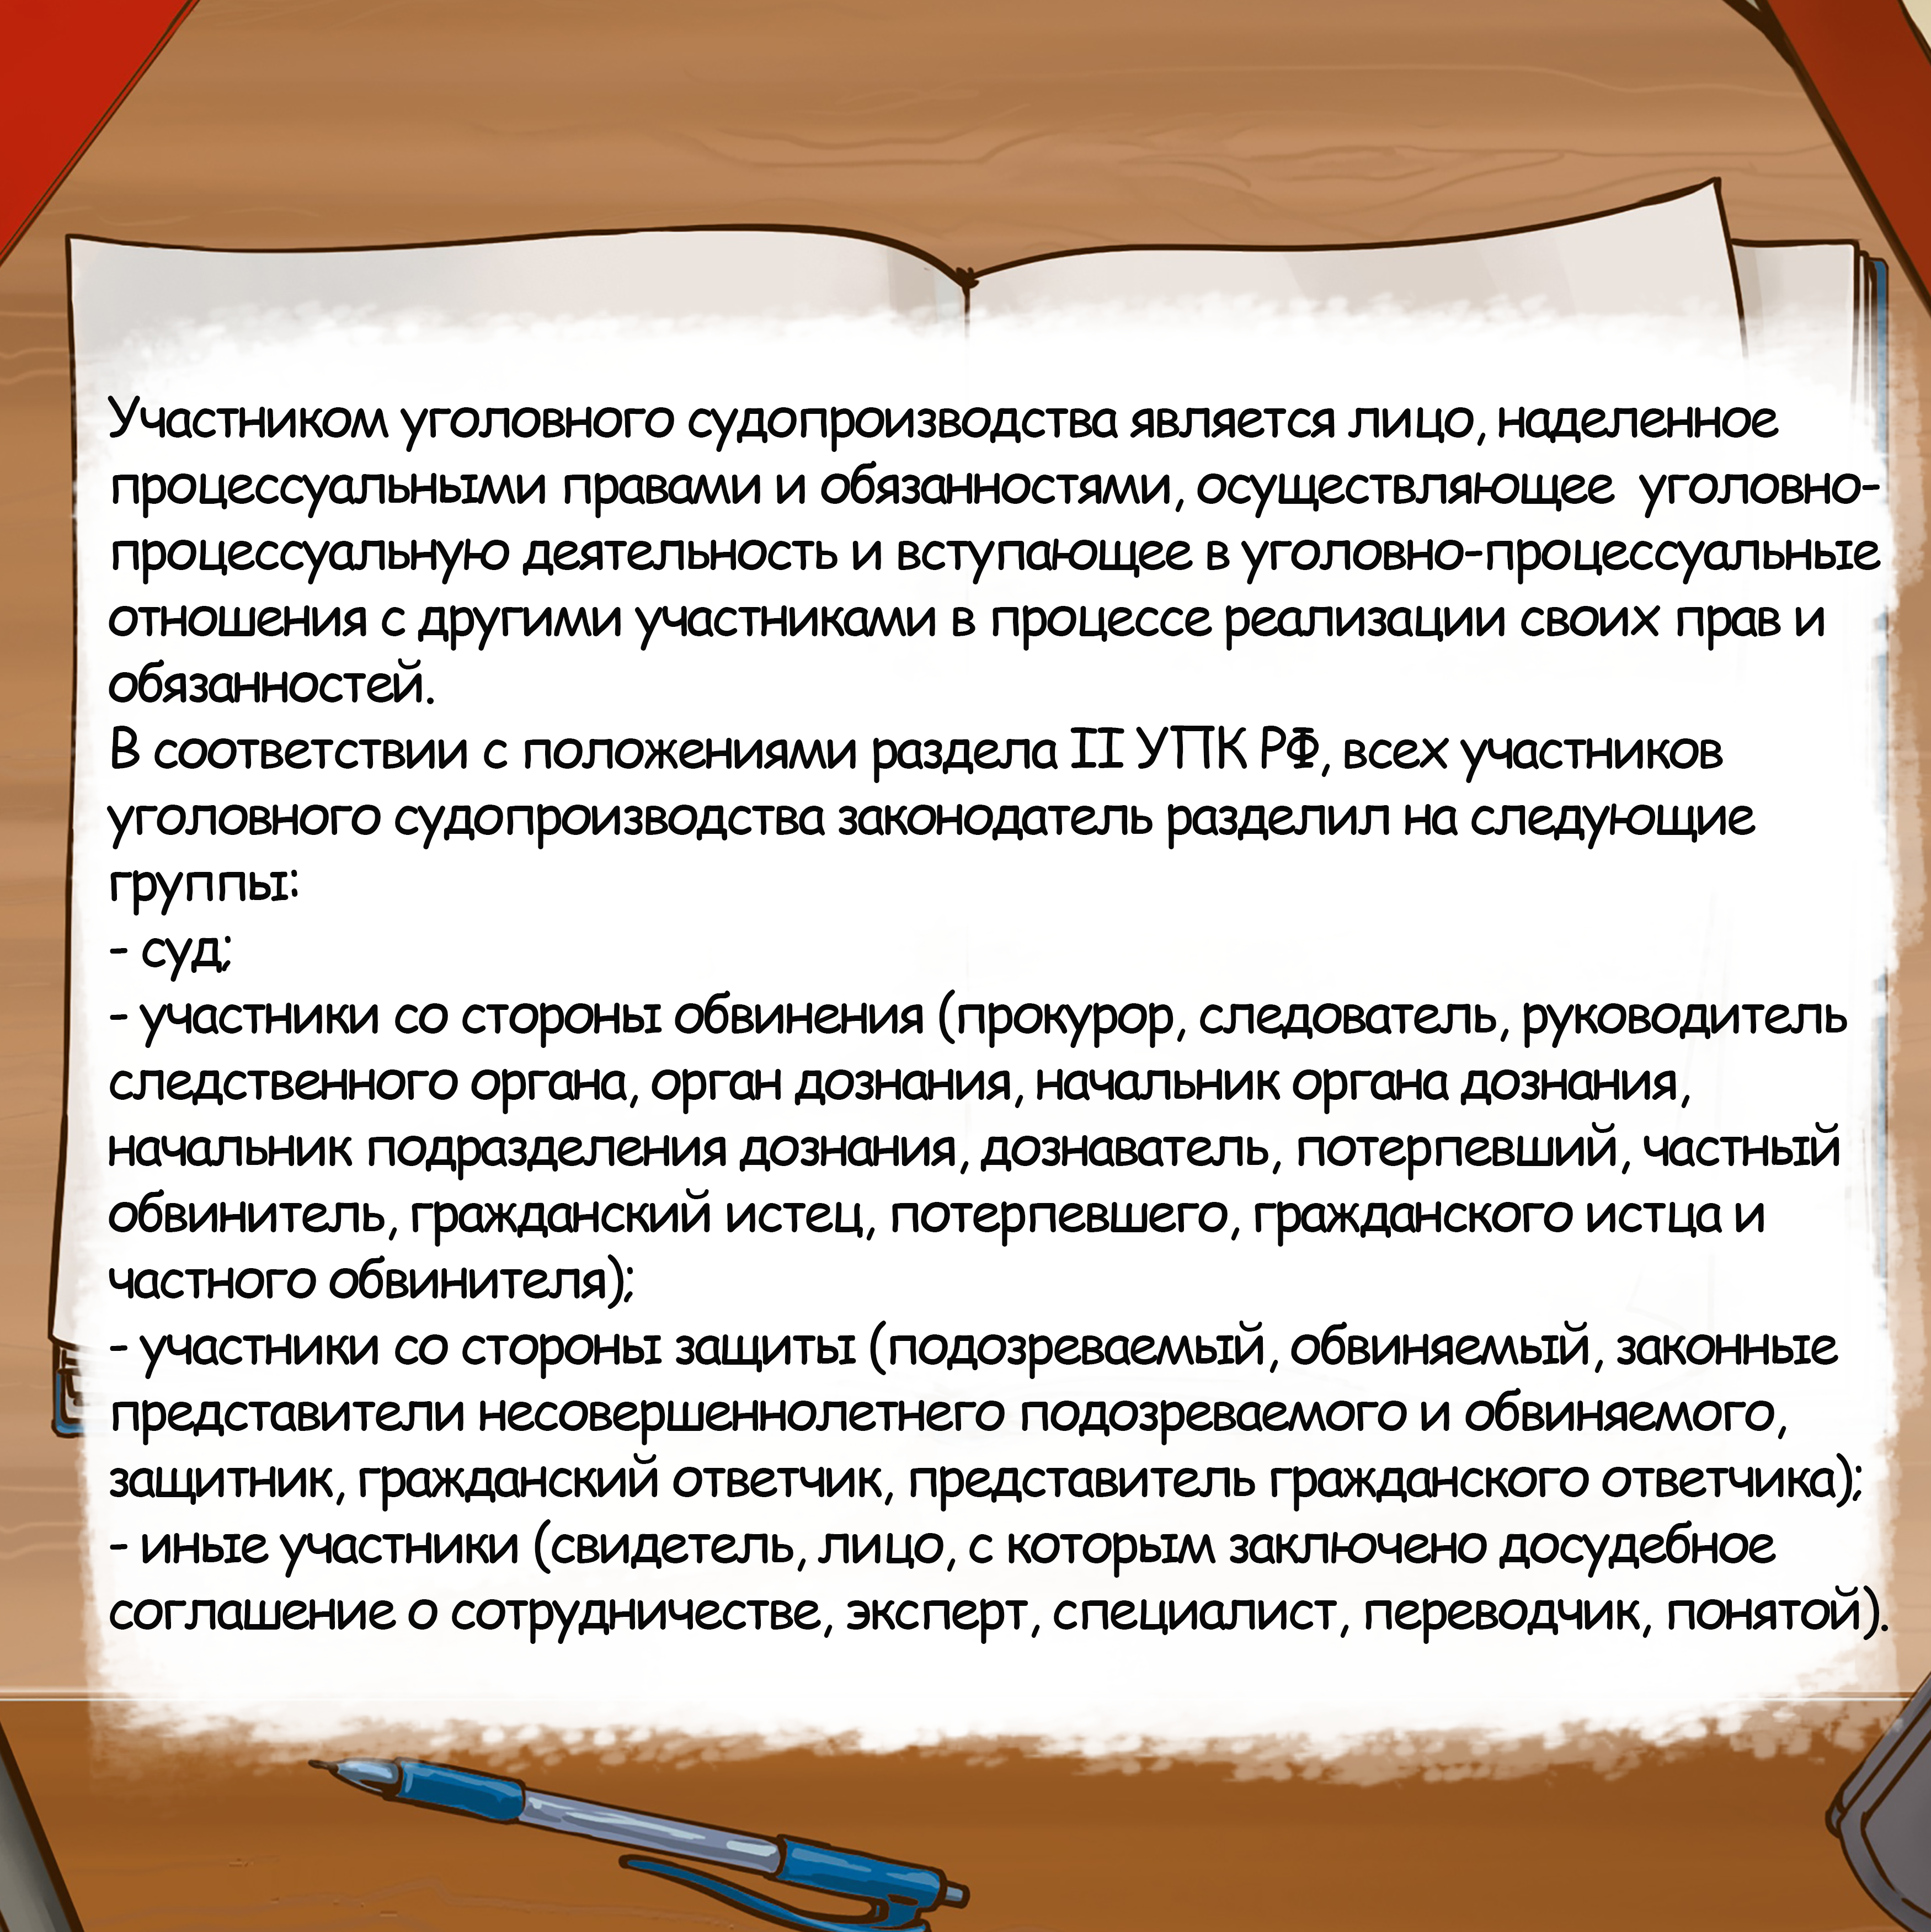 Участником уголовного судопроизводства является лицо, наделенное
процессуальными правами и обязанностями, осуществляющее уголовно-
процессуальную деятельность и вступающее в уголовно-процессуальные
отношения с другими участниками в процессе реализации своих прав и
обязанностей.
В соответствии с положениями раздела II УПК РФ, всех участников
уголовного судопроизводства законодатель разделил на следующие
группы:
- суд;
- участники со стороны обвинения (прокурор, следователь, руководитель
следственного органа, орган дознания, начальник органа дознания,
начальник подразделения дознания, дознаватель, потерпевший, частный
обвинитель, гражданский истец, потерпевшего, гражданского истца и
частного обвинителя);
- участники со стороны защиты (подозреваемый, обвиняемый, законные
представители несовершеннолетнего подозреваемого и обвиняемого,
защитник, гражданский ответчик, представитель гражданского ответчика);
- иные участники (свидетель, лицо, с которым заключено досудебное
соглашение о сотрудничестве, эксперт, специалист, переводчик, понятой).